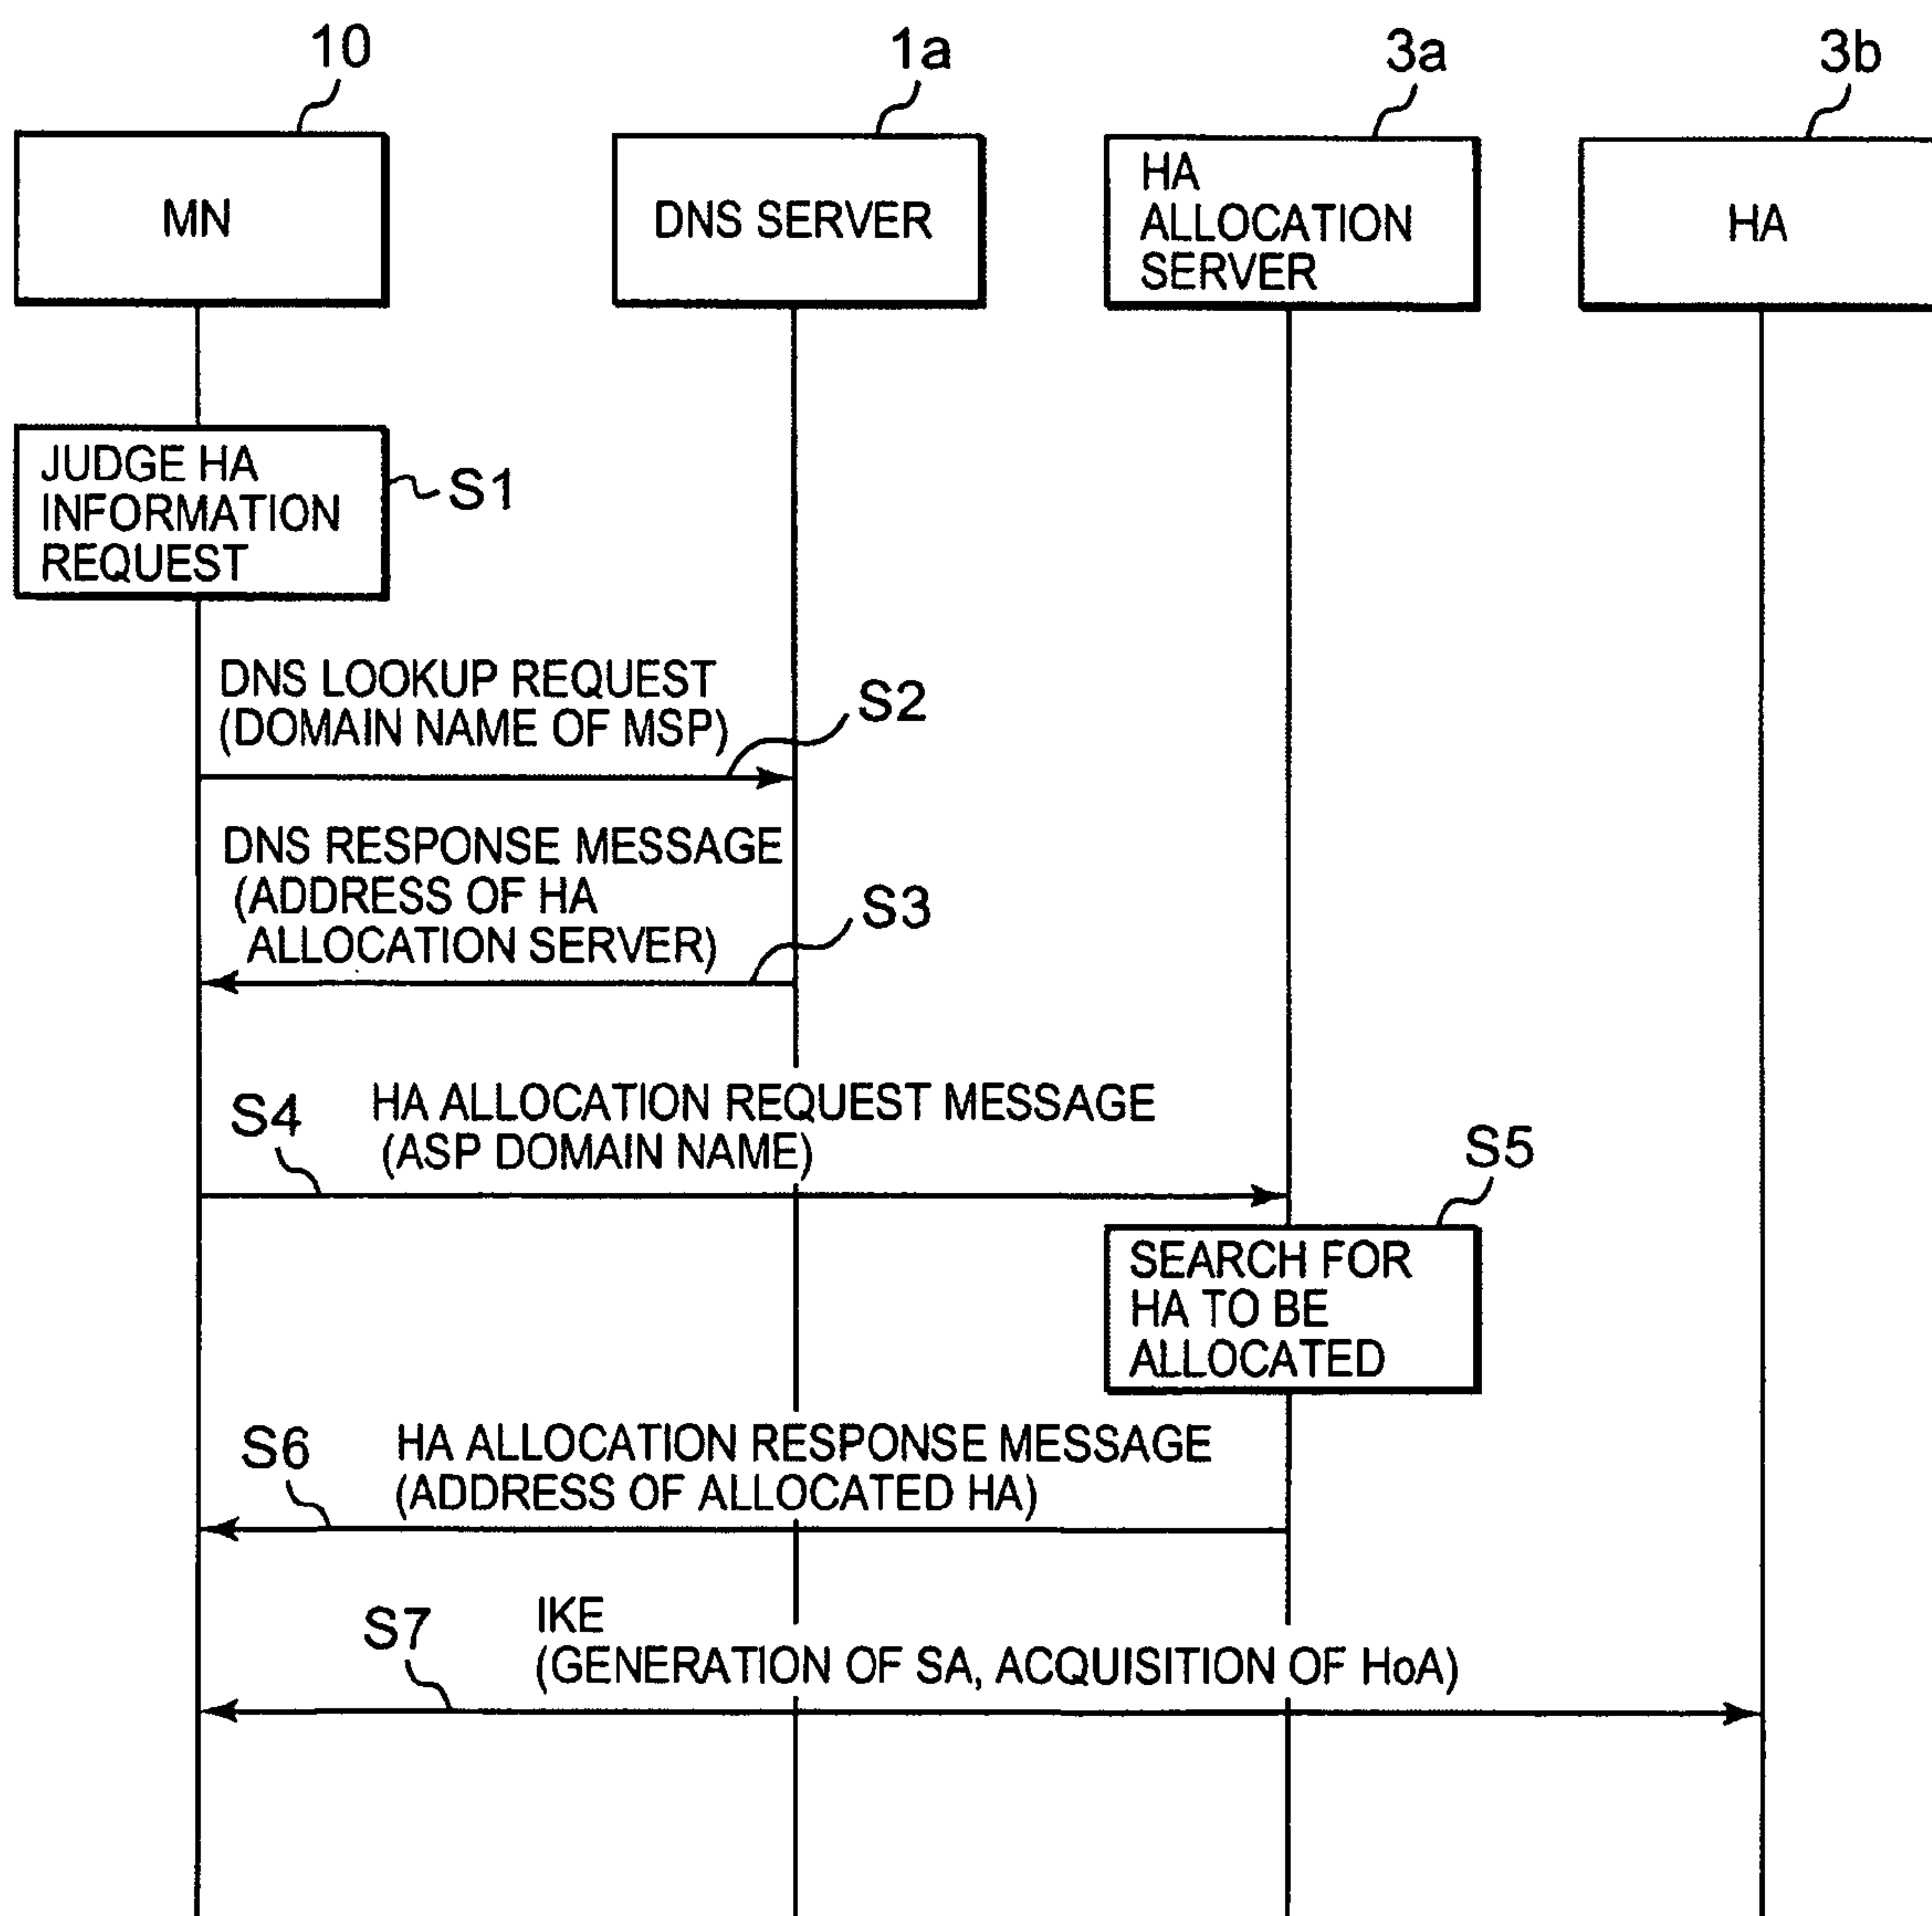 10
1a
3a
3b
MN
DNS SERVER
HA
ALLOCATION
SERVER
HA
JUDGE HA
INFORMATION
REQUEST
S1
DNS LOOKUP REQUEST
(DOMAIN NAME OF MSP)
S2
DNS RESPONSE MESSAGE
(ADDRESS OF HA
ALLOCATION SERVER)
S3
S4
HA ALLOCATION REQUEST MESSAGE
(ASP DOMAIN NAME)
S5
SEARCH FOR
HA TO BE
ALLOCATED
S6
HA ALLOCATION RESPONSE MESSAGE
(ADDRESS OF ALLOCATED HA)
S7
IKE
(GENERATION OF SA, ACQUISITION OF HoA)